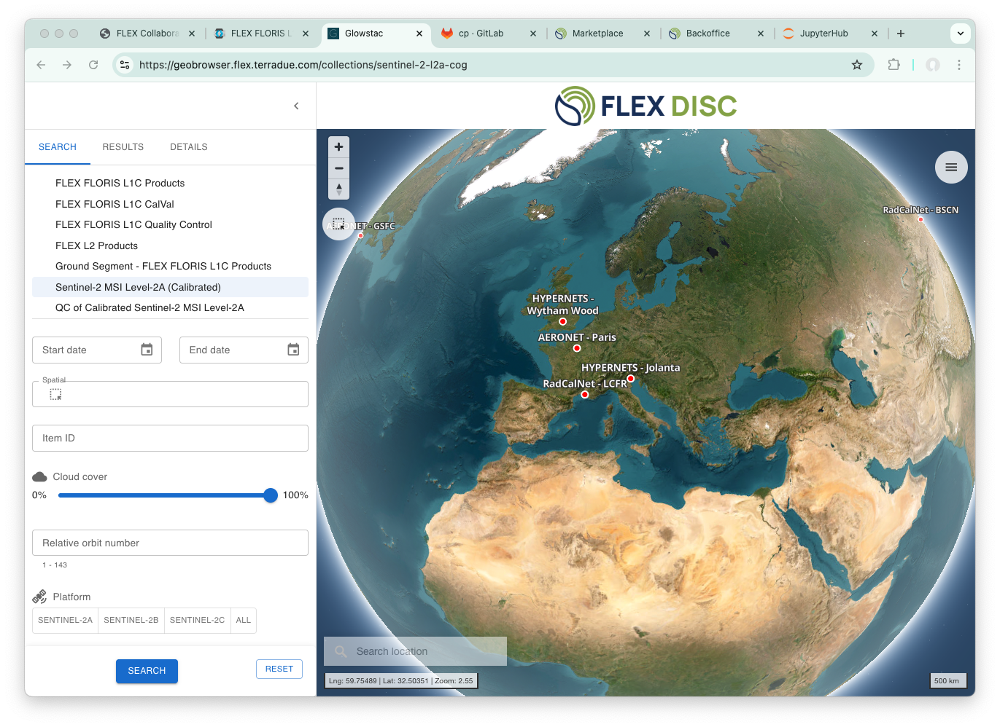 FLEX Collabora
FLEX FLORIS L
Glowstac
cp · GitLab
Marketplace
Backoffice
JupyterHub
https://geobrowser.flex.terradue.com/collections/sentinel-2-l2a-cog
FLEX DISC
SEARCH
RESULTS
DETAILS
FLEX FLORIS L1C Products
FLEX FLORIS L1C CalVal
FLEX FLORIS L1C Quality Control
FLEX L2 Products
Ground Segment - FLEX FLORIS L1C Products
Sentinel-2 MSI Level-2A (Calibrated)
QC of Calibrated Sentinel-2 MSI Level-2A
Start date
End date
Spatial
Item ID
Cloud cover
0%
100%
Relative orbit number
1 - 143
Platform
SENTINEL-2A
SENTINEL-2B
SENTINEL-2C
ALL
SEARCH
RESET
AERONET - GSFC
RadCalNet - BSCN
HYPERNETS -
Wytham Wood
AERONET - Paris
HYPERNETS - Jolanta
RadCalNet - LCFR
Search location
Lng: 59.75489 | Lat: 32.50351 | Zoom: 2.55
500 km